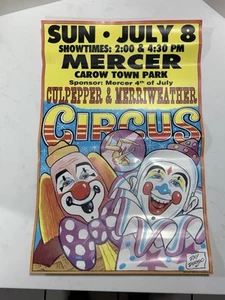 SUN • JULY 8
SHOWTIMES: 2:00 & 4:30 PM
MERCER
CAROW TOWN PARK
Sponsor: Mercer 4th of July
CULPEPPER & MERRIWEATHER
CIRCUS